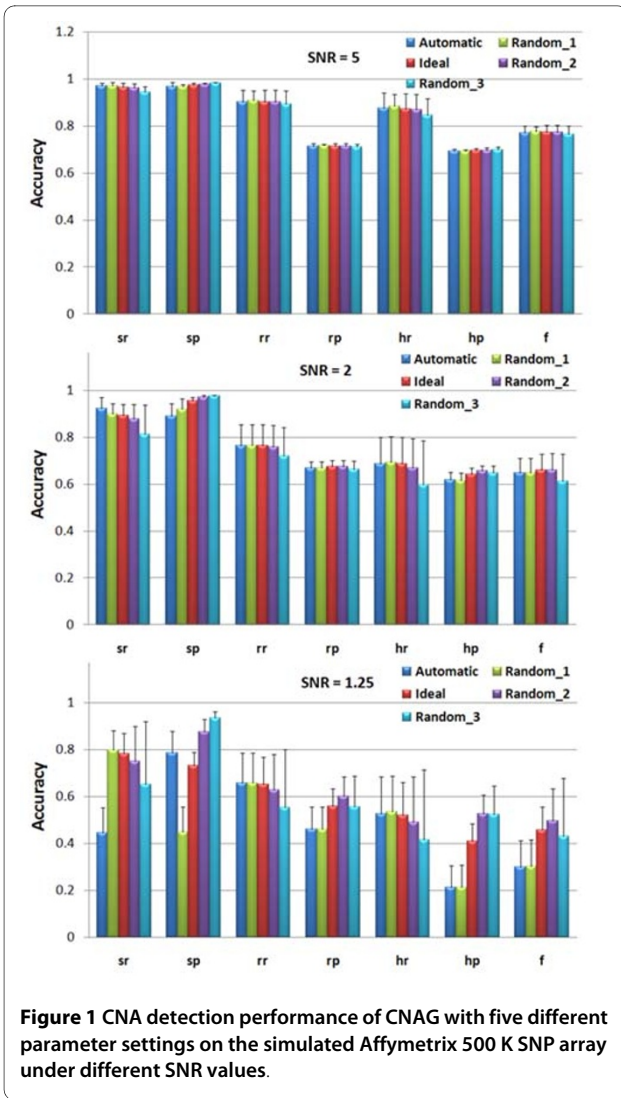 1.2
SNR = 5
Automatic Random_1
Ideal Random_2
Random_3
1
0.8
0.6
0.4
0.2
0
Accuracy
sr sp rr rp hr hp f
SNR = 2
Automatic Random_1
Ideal Random_2
Random_3
1
0.8
0.6
0.4
0.2
0
Accuracy
sr sp rr rp hr hp f
SNR = 1.25
Automatic Random_1
Ideal Random_2
Random_3
1
0.8
0.6
0.4
0.2
0
Accuracy
sr sp rr rp hr hp f
Figure 1 CNA detection performance of CNAG with five different
parameter settings on the simulated Affymetrix 500 K SNP array
under different SNR values.